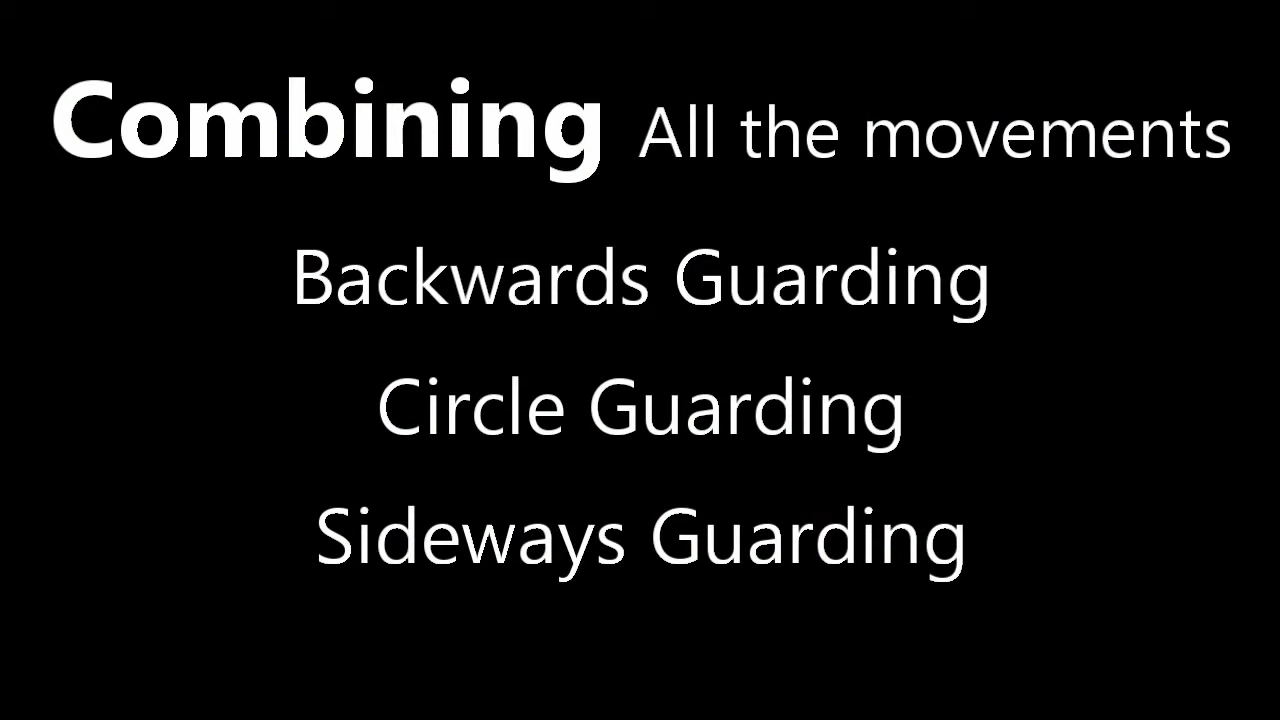 Combining All the movements
Backwards Guarding
Circle Guarding
Sideways Guarding